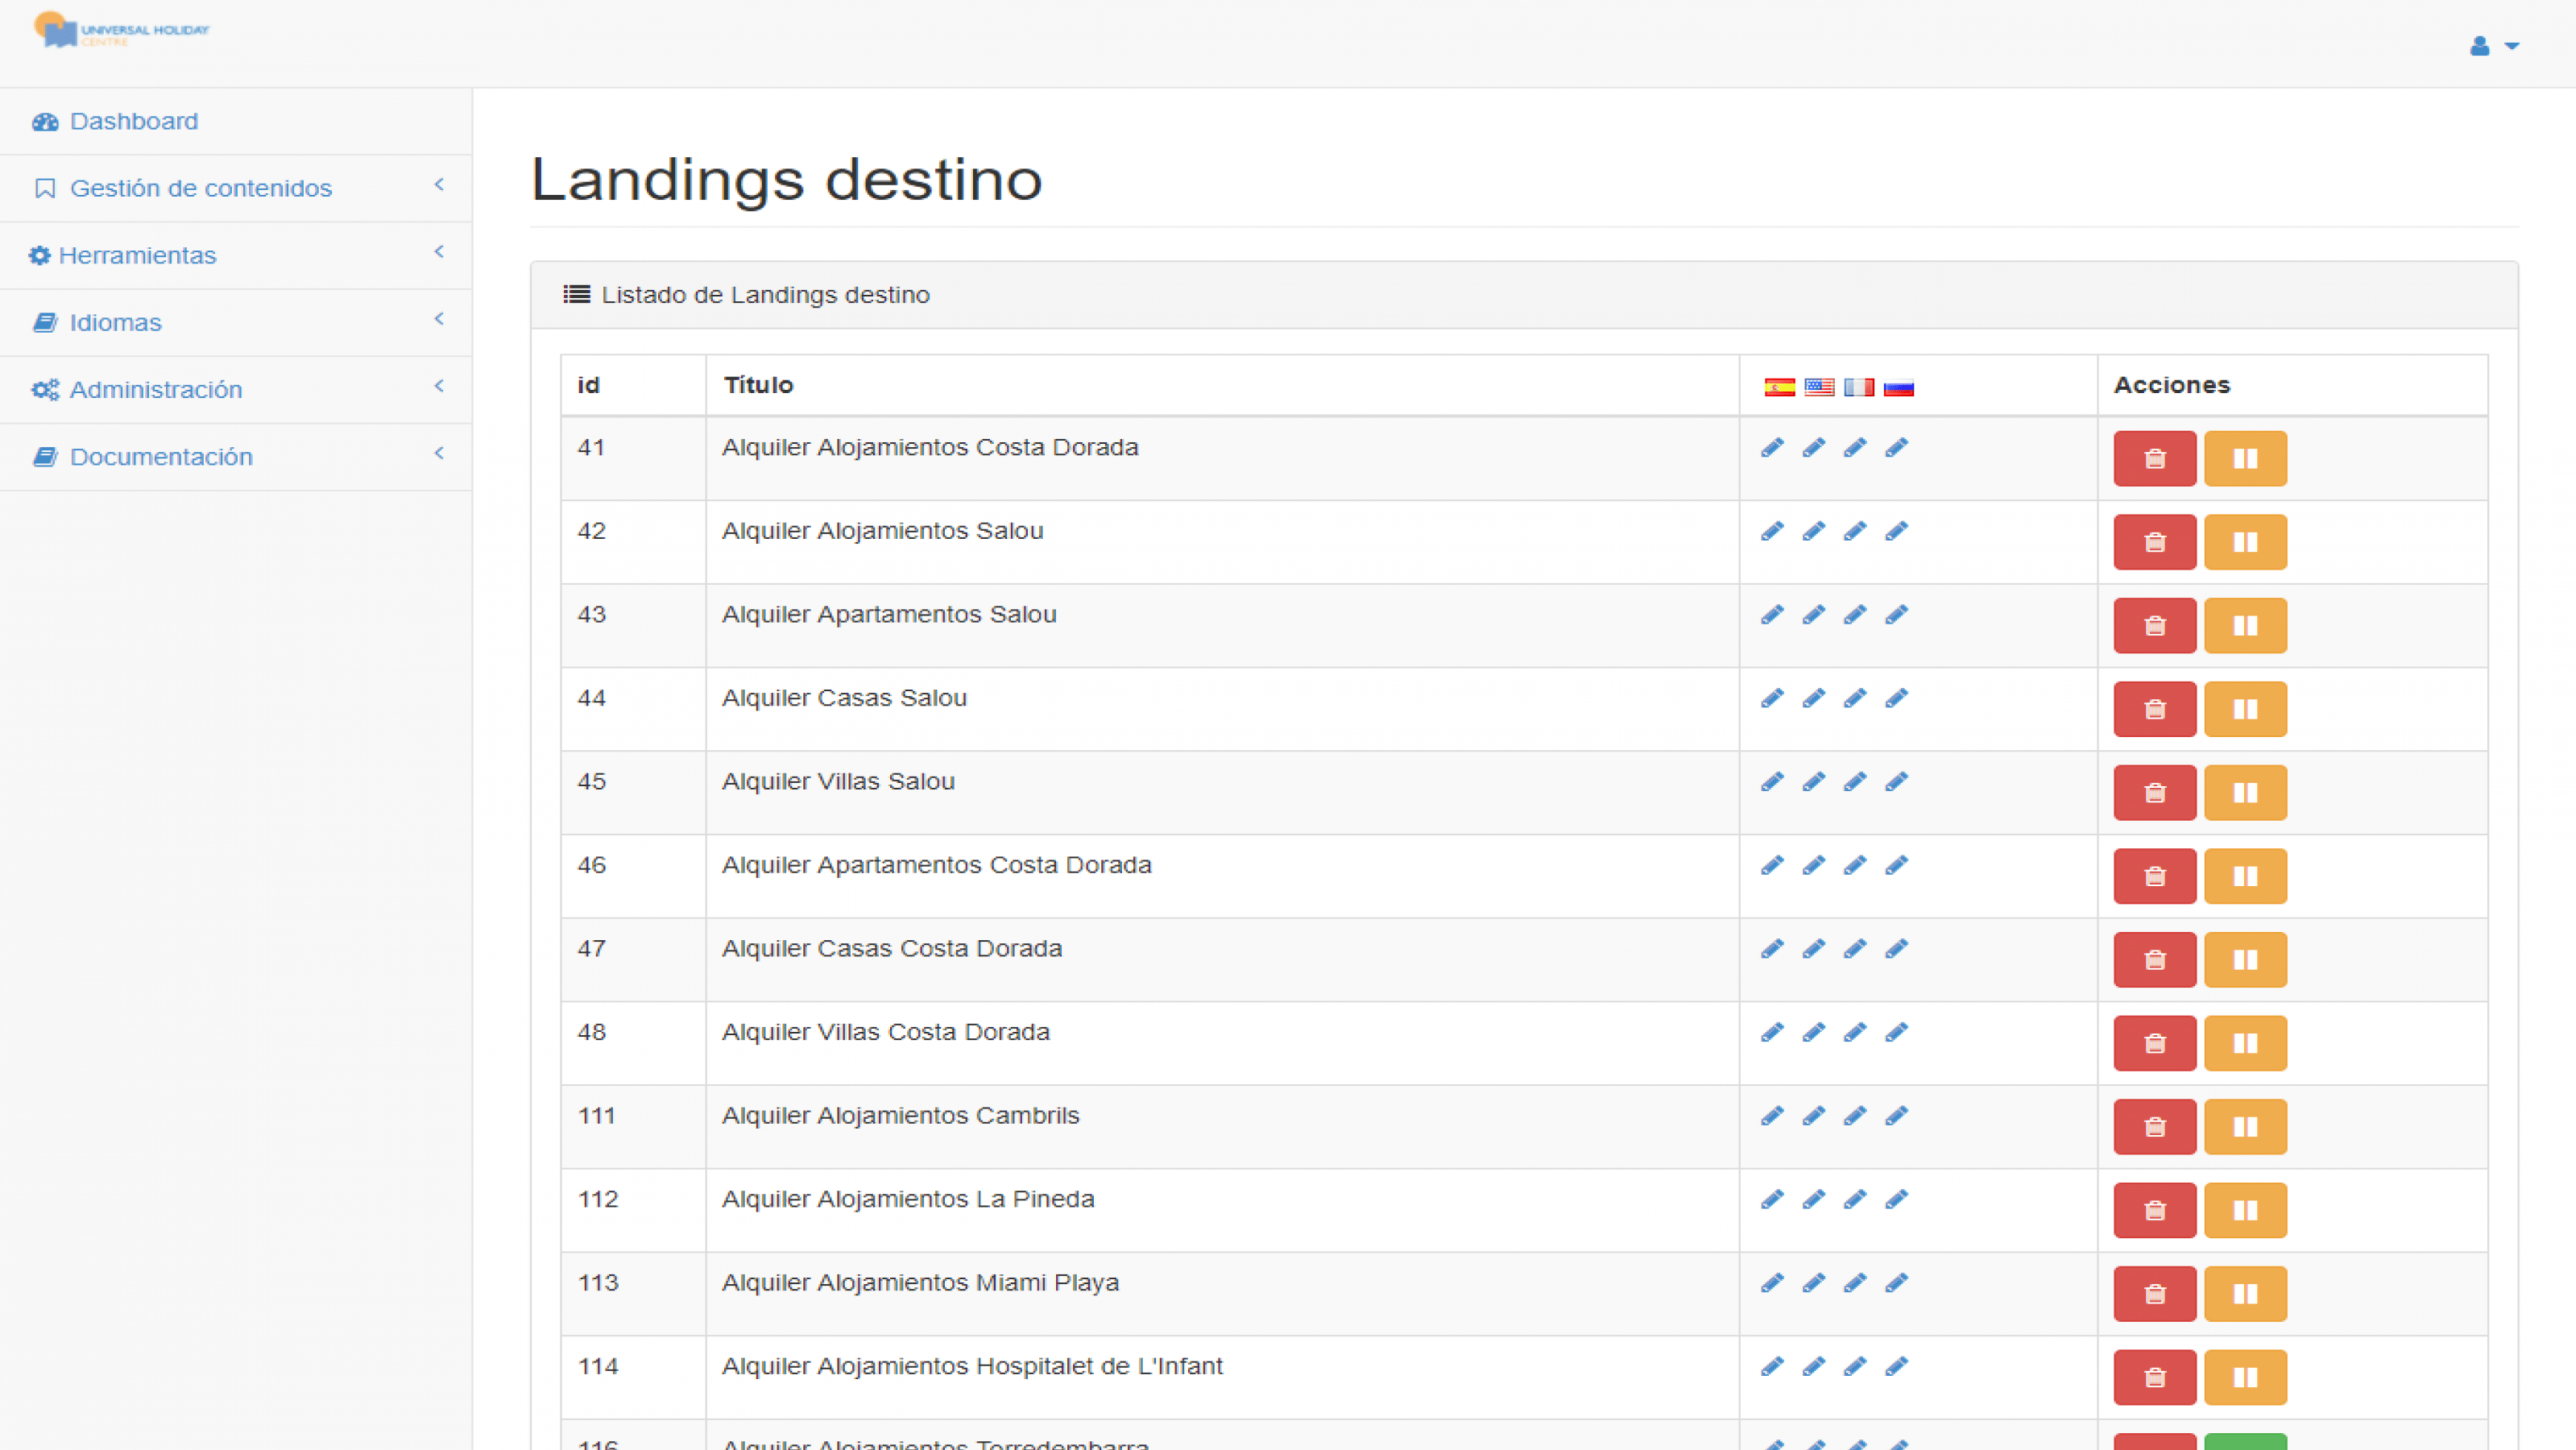 UNIVERSAL HOLIDAY
CENTRE
Dashboard
Gestión de contenidos
Herramientas
Idiomas
Administración
Documentación
Landings destino
Listado de Landings destino
id Título Acciones
41 Alquiler Alojamientos Costa Dorada
42 Alquiler Alojamientos Salou
43 Alquiler Apartamentos Salou
44 Alquiler Casas Salou
45 Alquiler Villas Salou
46 Alquiler Apartamentos Costa Dorada
47 Alquiler Casas Costa Dorada
48 Alquiler Villas Costa Dorada
111 Alquiler Alojamientos Cambrils
112 Alquiler Alojamientos La Pineda
113 Alquiler Alojamientos Miami Playa
114 Alquiler Alojamientos Hospitalet de L'Infant
116 Alquiler Alojamientos Torredembarra